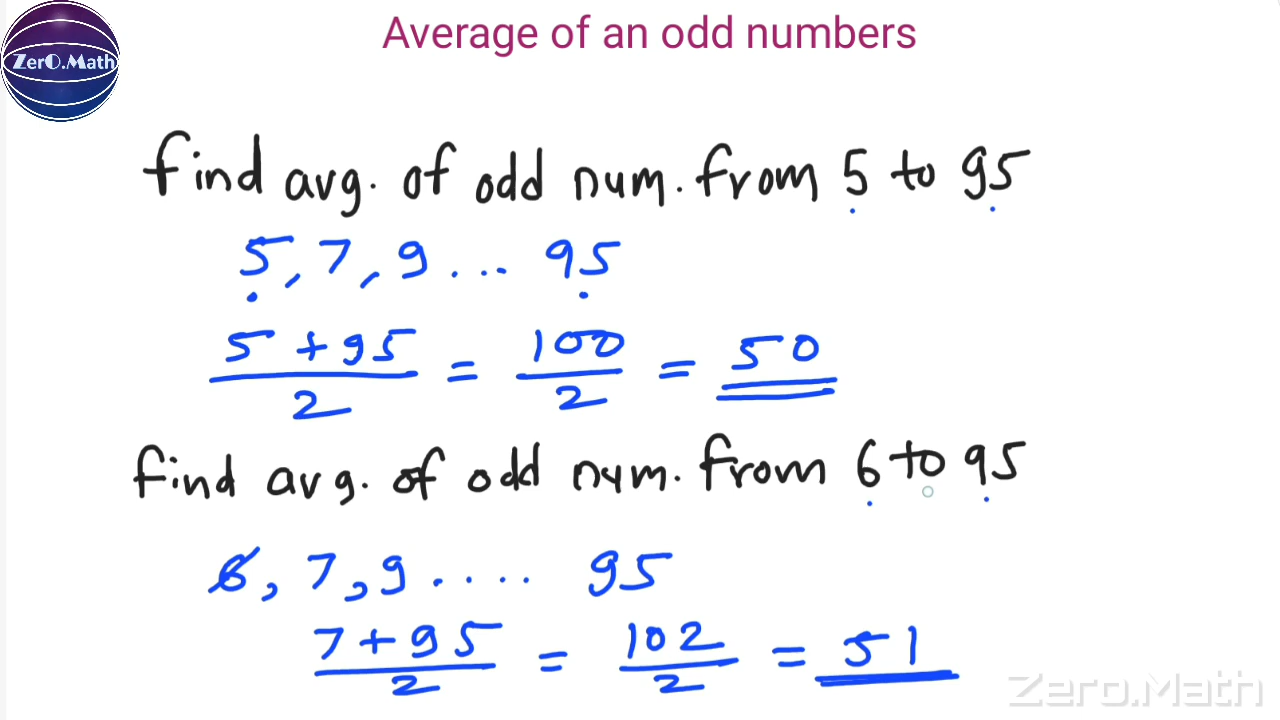 ZerO.Math
Average of an odd numbers
find avg. of odd num. from 5 to 95
5, 7, 9 ... 95
5 + 95 / 2 = 100 / 2 = 50
find avg. of odd num. from 6 to 95
6, 7, 9 .... 95
7 + 95 / 2 = 102 / 2 = 51
Zero.Math